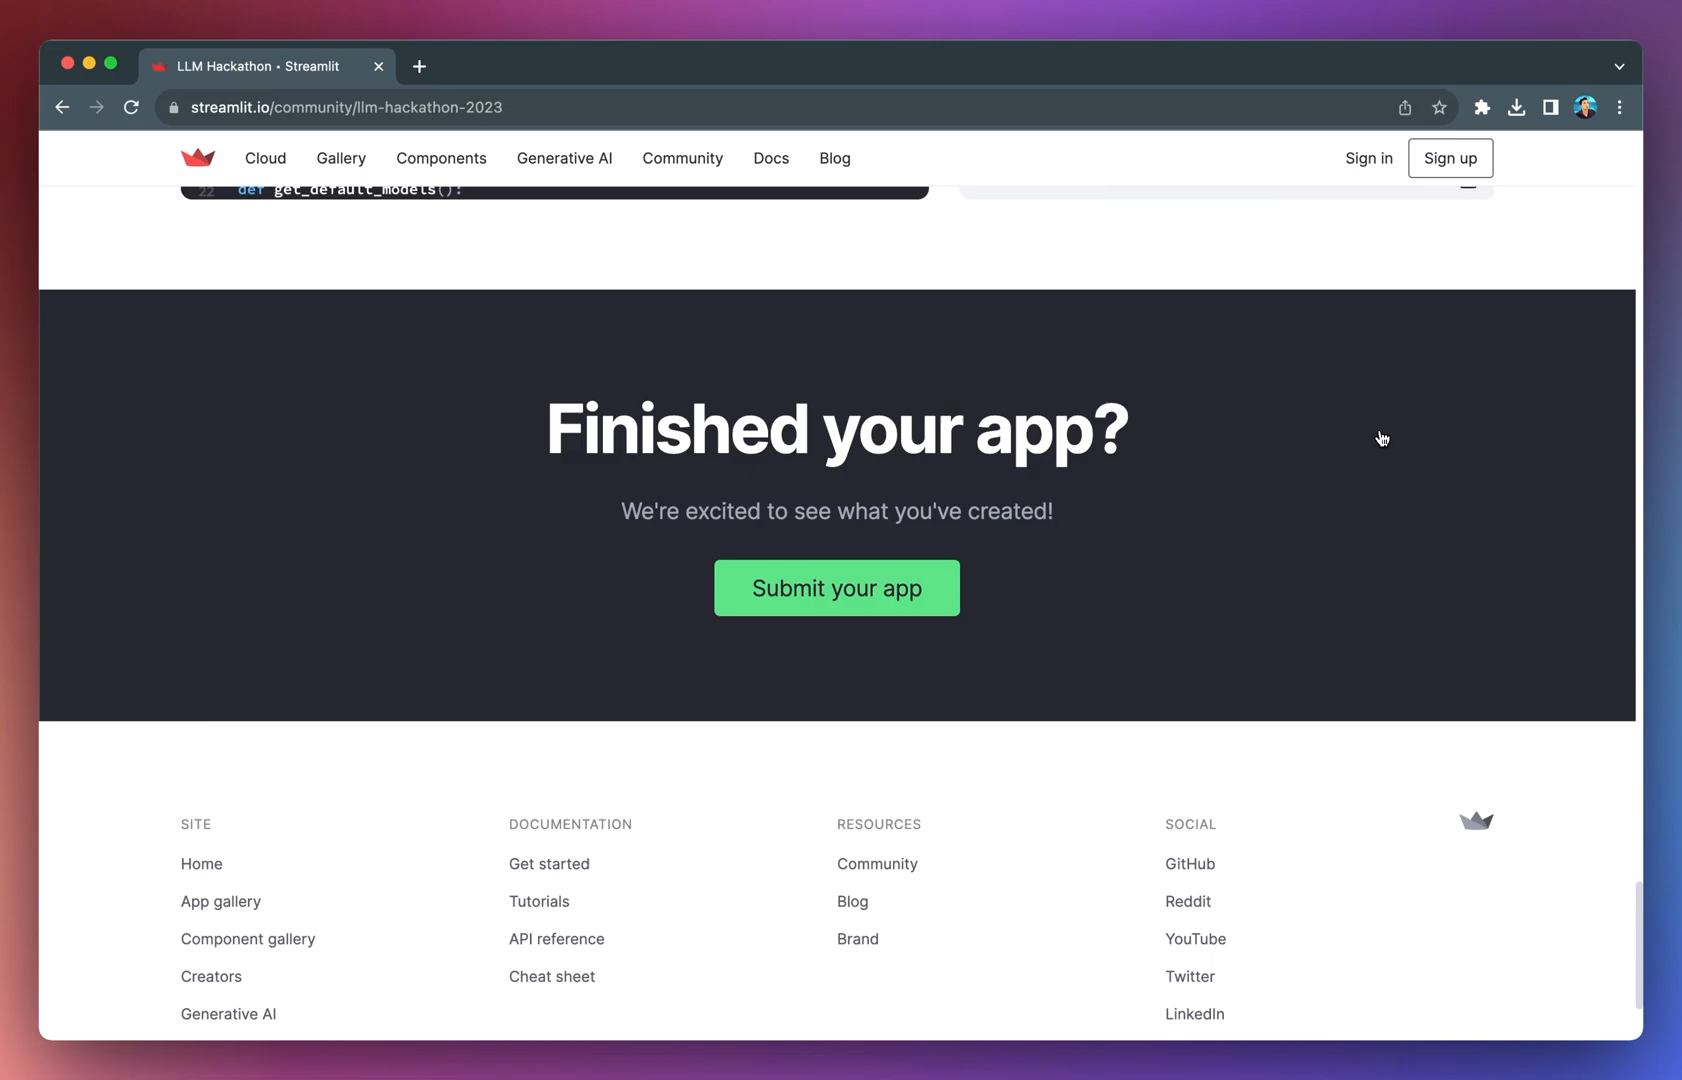 LLM Hackathon • Streamlit
streamlit.io/community/llm-hackathon-2023
Cloud Gallery Components Generative AI Community Docs Blog Sign in Sign up
22 def get_default_models():
Finished your app?
We're excited to see what you've created!
Submit your app
SITE
Home
App gallery
Component gallery
Creators
Generative AI
DOCUMENTATION
Get started
Tutorials
API reference
Cheat sheet
RESOURCES
Community
Blog
Brand
SOCIAL
GitHub
Reddit
YouTube
Twitter
LinkedIn